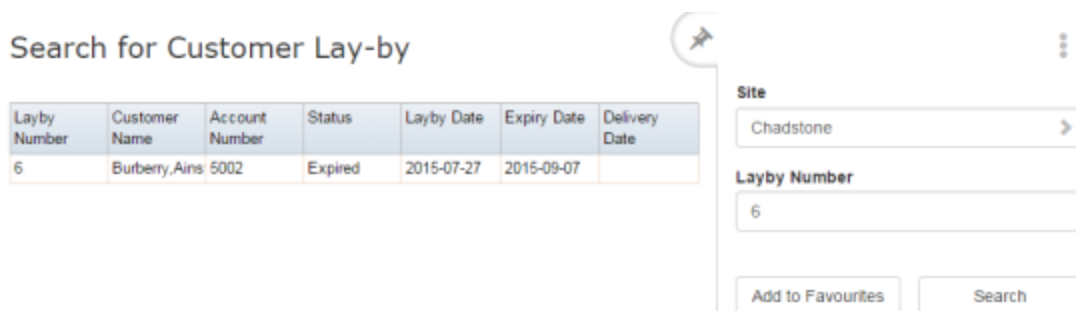 Search for Customer Lay-by
Layby Number Customer Name Account Number Status Layby Date Expiry Date Delivery Date
6 Burberry,Ains 5002 Expired 2015-07-27 2015-09-07
Site
Chadstone
Layby Number
6
Add to Favourites Search